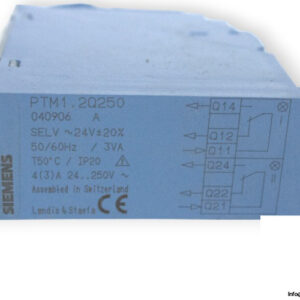 PTM1.2Q250
040906 A
SELV ~24V±20%
50/60Hz / 3VA
T50°C / IP20
4(3)A 24..250V ~
Assembled in Switzerland
Landis & Staefa CE
SIEMENS
Q14
Q12
Q11
Q24
Q22
Q21